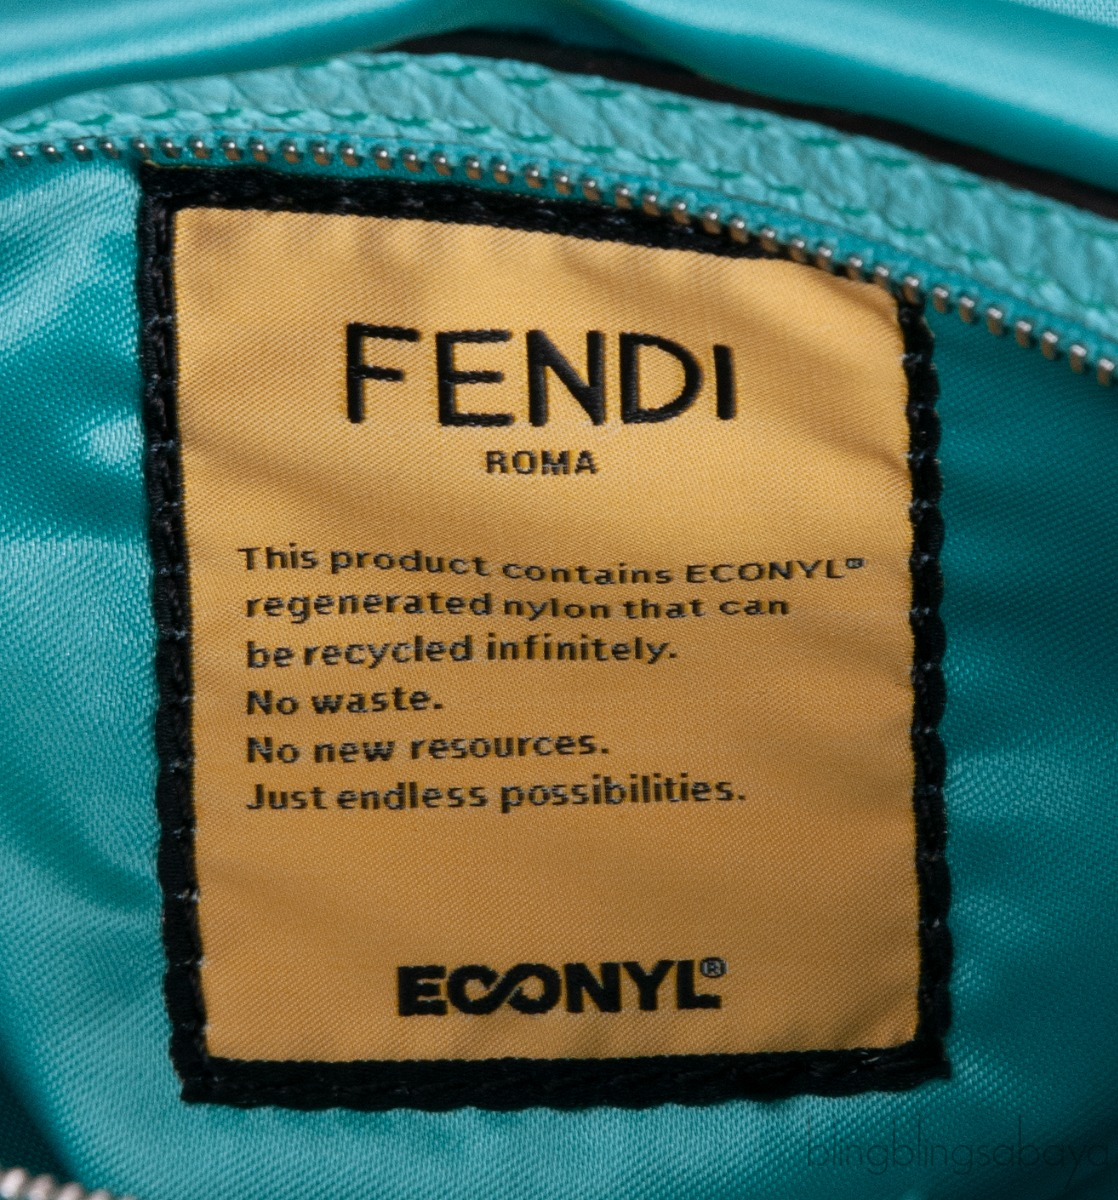 FENDI
ROMA
This product contains ECONYL®
regenerated nylon that can
be recycled infinitely.
No waste.
No new resources.
Just endless possibilities.
ECONYL®
blingblingsabaya